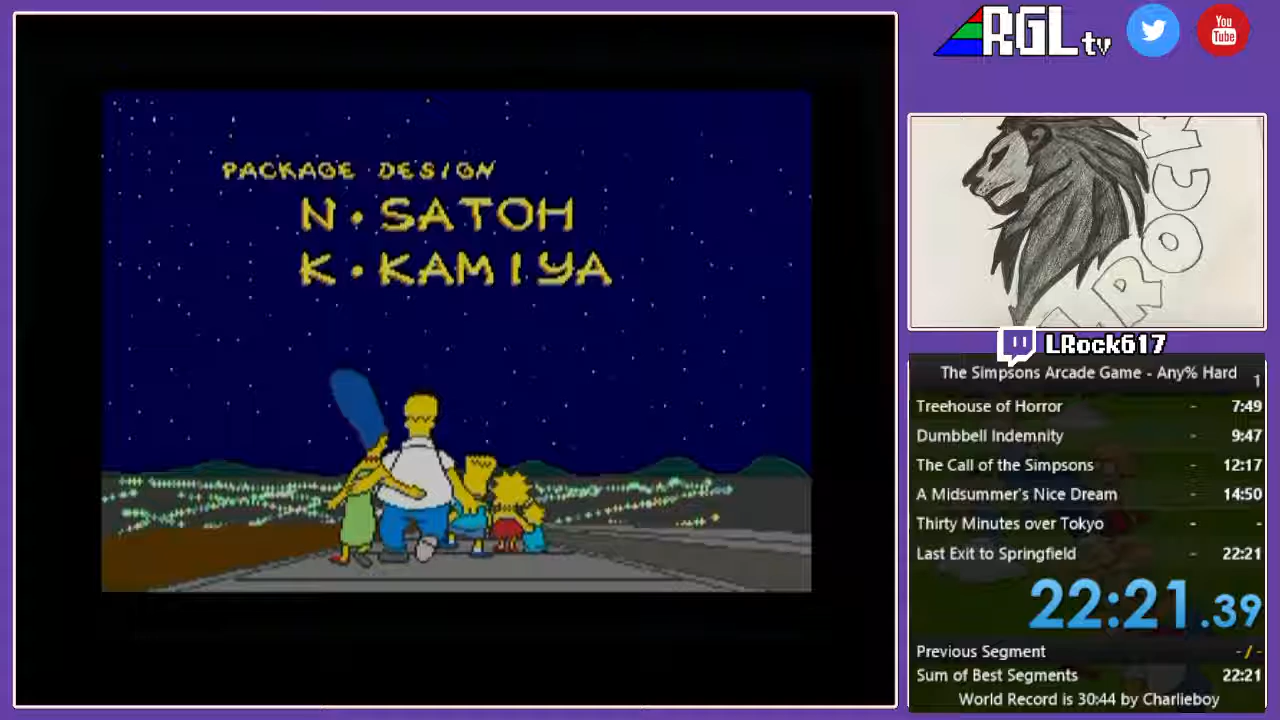 PACKAGE DESIGN
N. SATOH
K. KAMIYA
RGL tv
You
Tube
LROCK
LRock617
The Simpsons Arcade Game - Any% Hard
1
Treehouse of Horror - 7:49
Dumbbell Indemnity - 9:47
The Call of the Simpsons - 12:17
A Midsummer's Nice Dream - 14:50
Thirty Minutes over Tokyo - -
Last Exit to Springfield - 22:21
22:21.39
Previous Segment - / -
Sum of Best Segments 22:21
World Record is 30:44 by Charlieboy